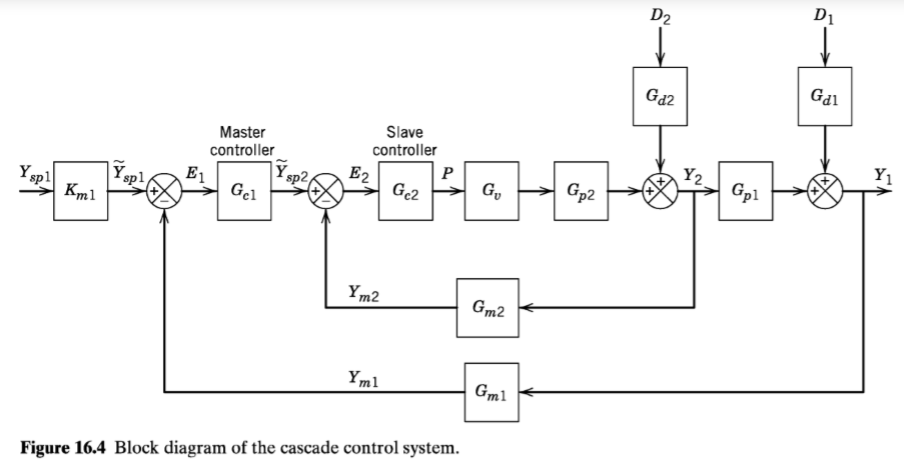 D2
D1
Gd2
Gd1
Master
controller
Slave
controller
Ysp1
Km1
Ỹsp1
E1
Gc1
Ỹsp2
E2
Gc2
P
Gv
Gp2
Y2
Gp1
Y1
+
−
+
−
+
+
+
+
Ym2
Gm2
Ym1
Gm1
Figure 16.4 Block diagram of the cascade control system.